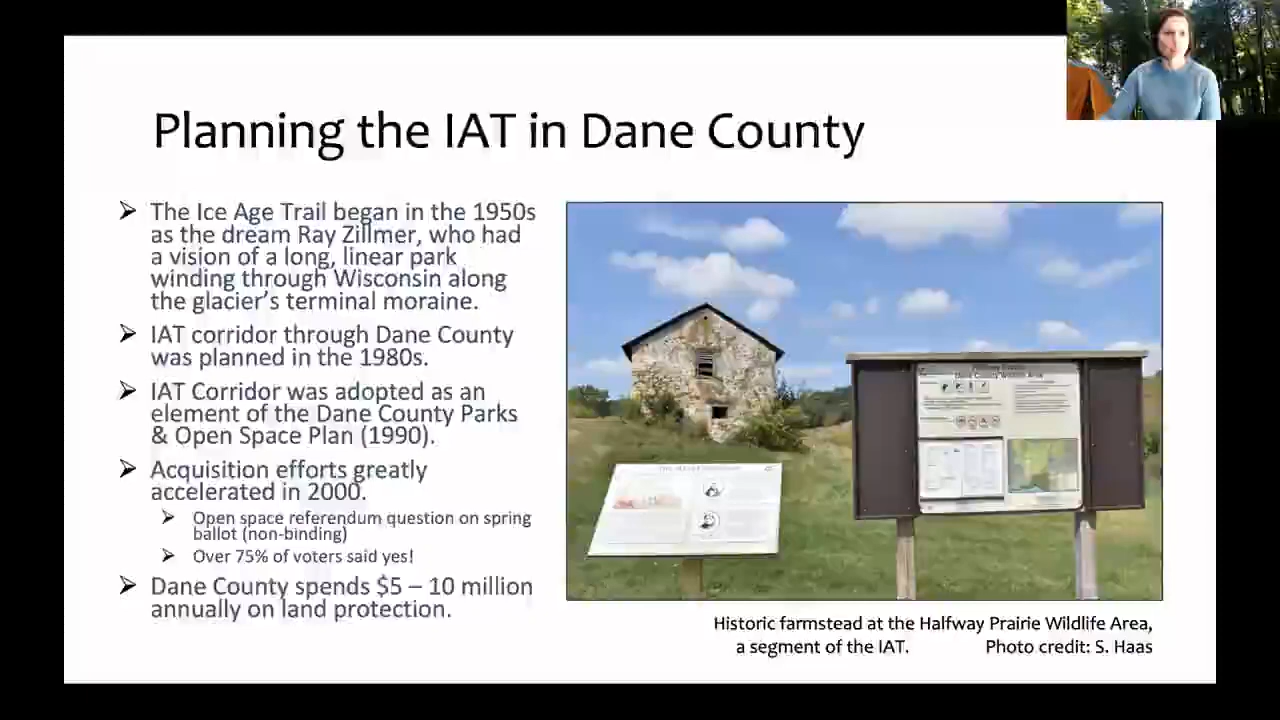 Planning the IAT in Dane County
The Ice Age Trail began in the 1950s
as the dream Ray Zillmer, who had
a vision of a long, linear park
winding through Wisconsin along
the glacier's terminal moraine.
IAT corridor through Dane County
was planned in the 1980s.
IAT Corridor was adopted as an
element of the Dane County Parks
& Open Space Plan (1990).
Acquisition efforts greatly
accelerated in 2000.
Open space referendum question on spring
ballot (non-binding)
Over 75% of voters said yes!
Dane County spends $5 – 10 million
annually on land protection.
Historic farmstead at the Halfway Prairie Wildlife Area,
a segment of the IAT. Photo credit: S. Haas